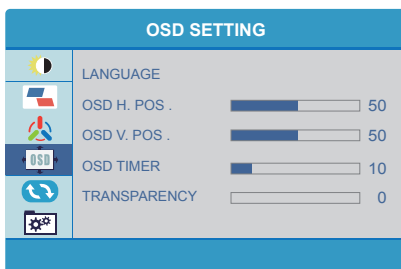 OSD SETTING
LANGUAGE
OSD H. POS . 50
OSD V. POS . 50
OSD
OSD TIMER 10
TRANSPARENCY 0